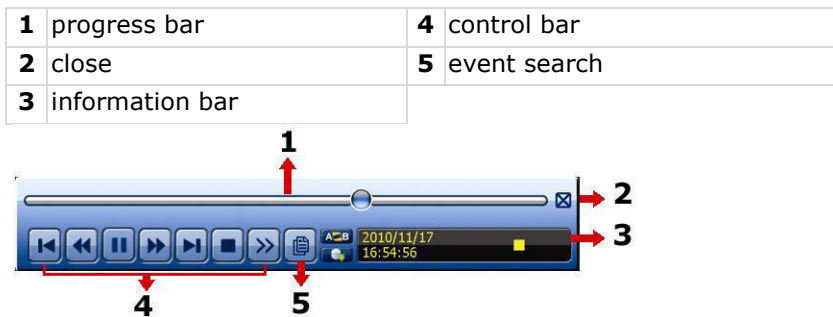 1 progress bar 4 control bar
2 close 5 event search
3 information bar
1
2
A B 2010/11/17
16:54:56
3
4 5